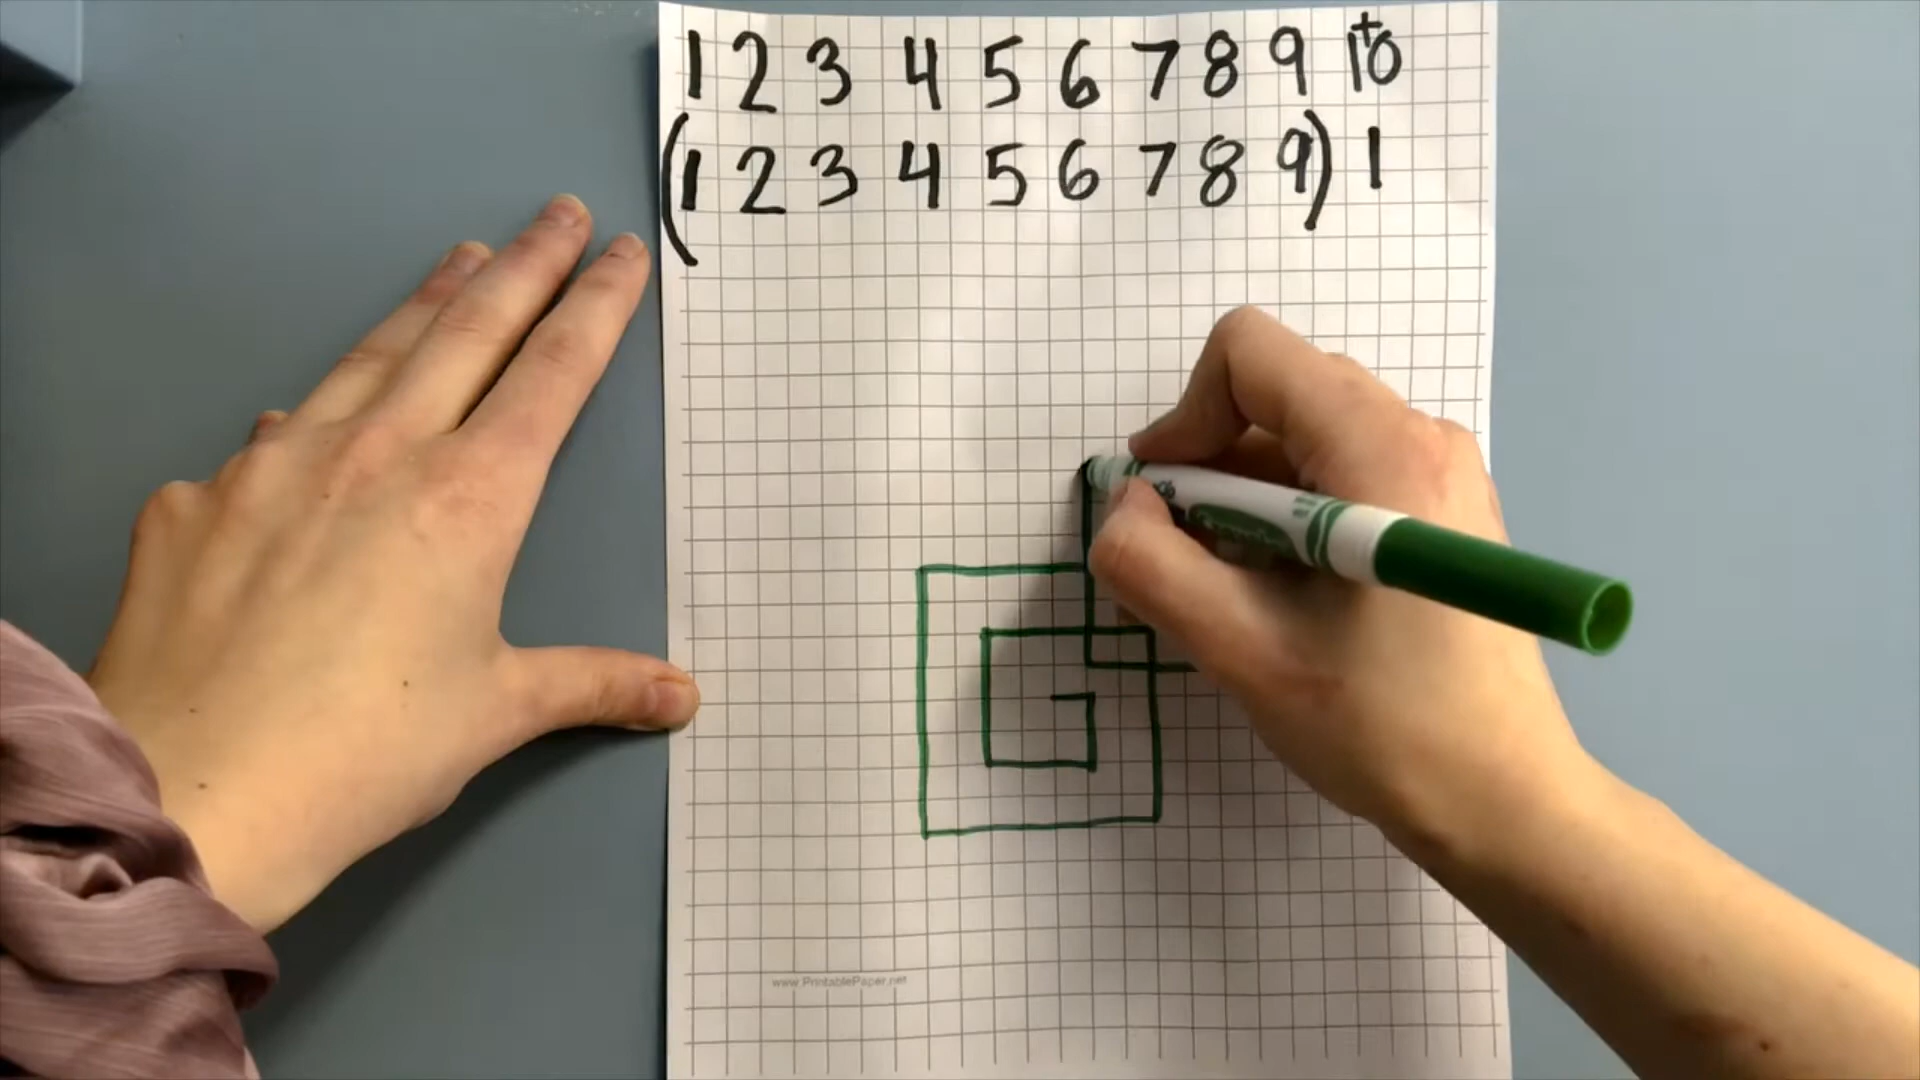 1 2 3 4 5 6 7 8 9 10+
(1 2 3 4 5 6 7 8 9) 1
www.PrintablePaper.net